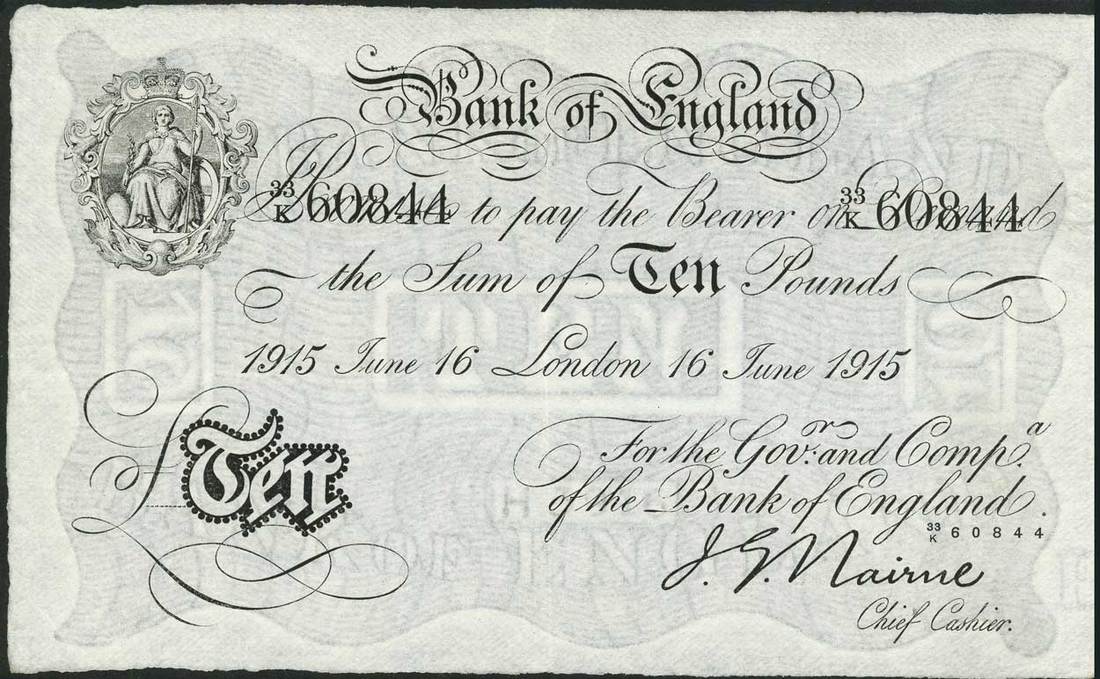 Bank of England
33/K 60844 Promise to pay the Bearer on Demand 33/K 60844
the Sum of Ten Pounds
1915 June 16 London 16 June 1915
For the Govr. and Compa.
of the Bank of England.
33/K 60844
£ Ten
J. G. Nairne
Chief Cashier.